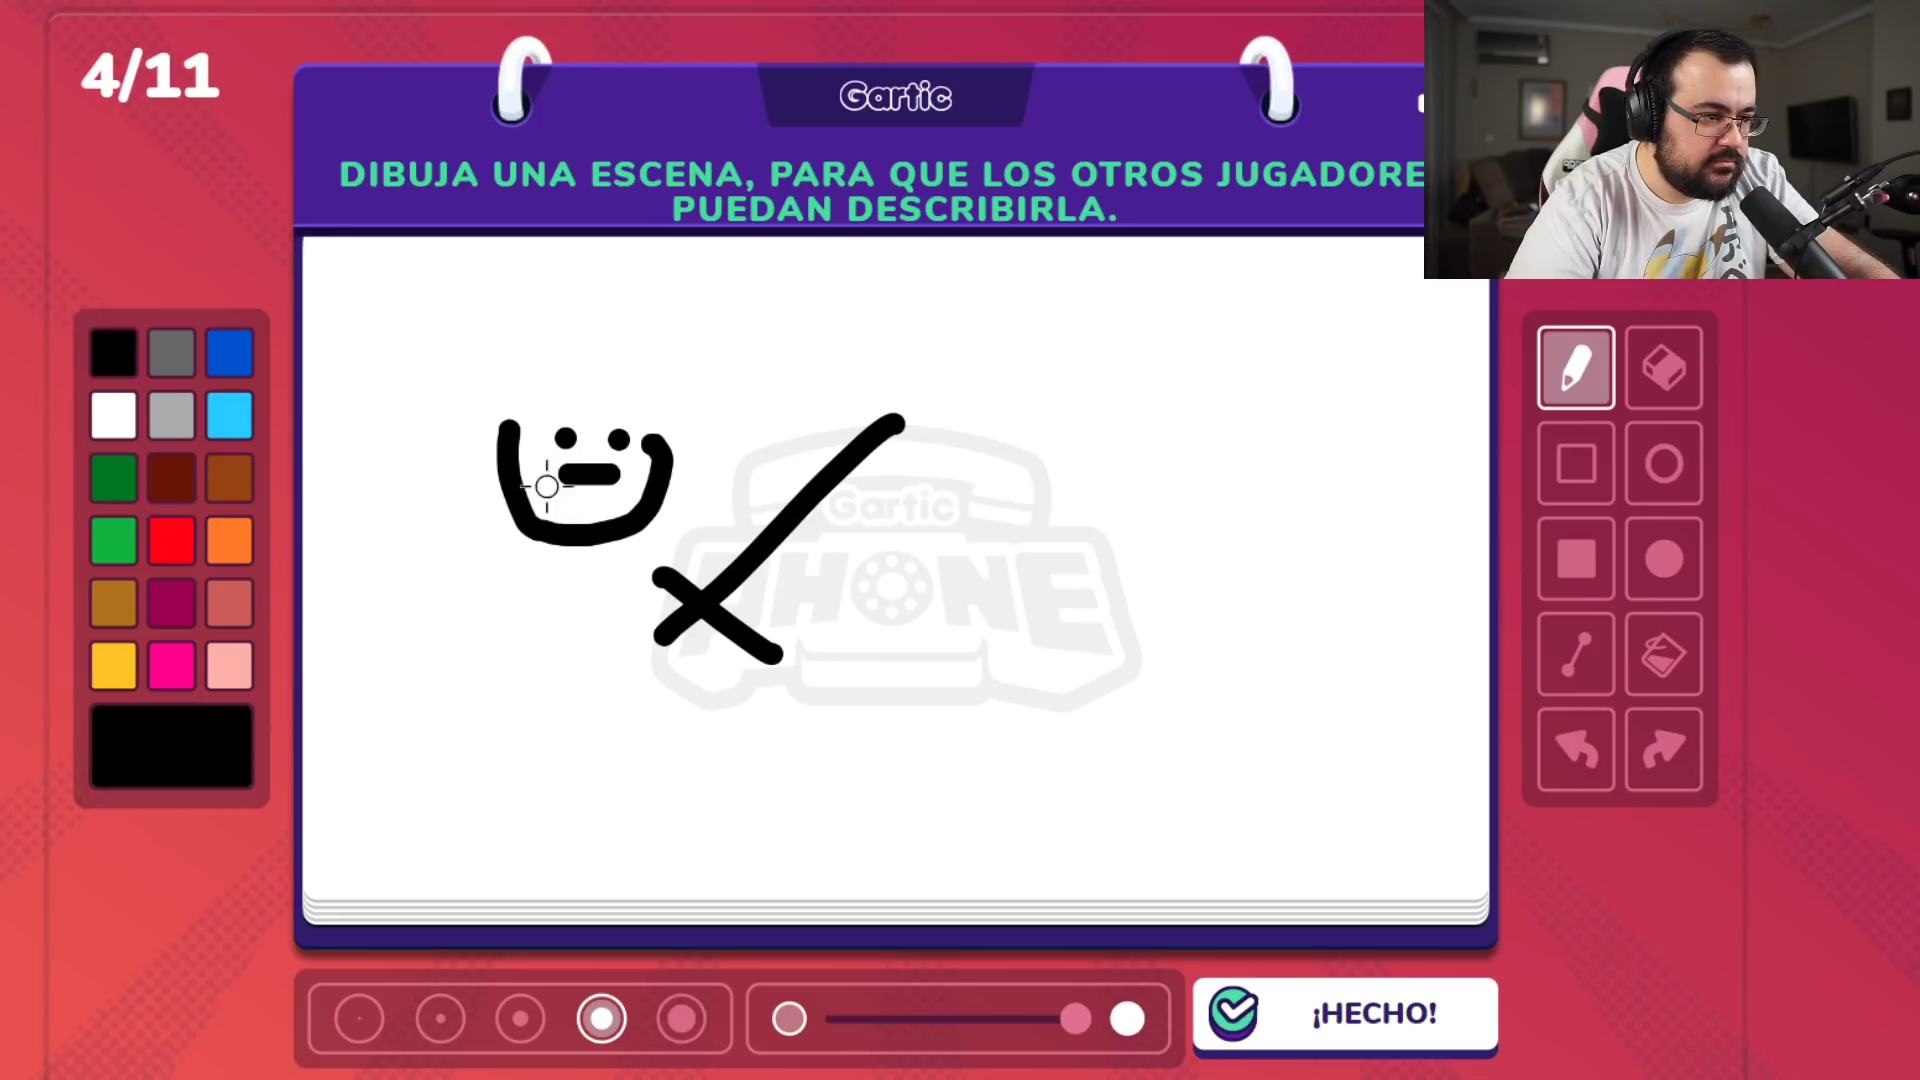 4/11
Gartic
DIBUJA UNA ESCENA, PARA QUE LOS OTROS JUGADORE
PUEDAN DESCRIBIRLA.
Gartic
PHONE
¡HECHO!